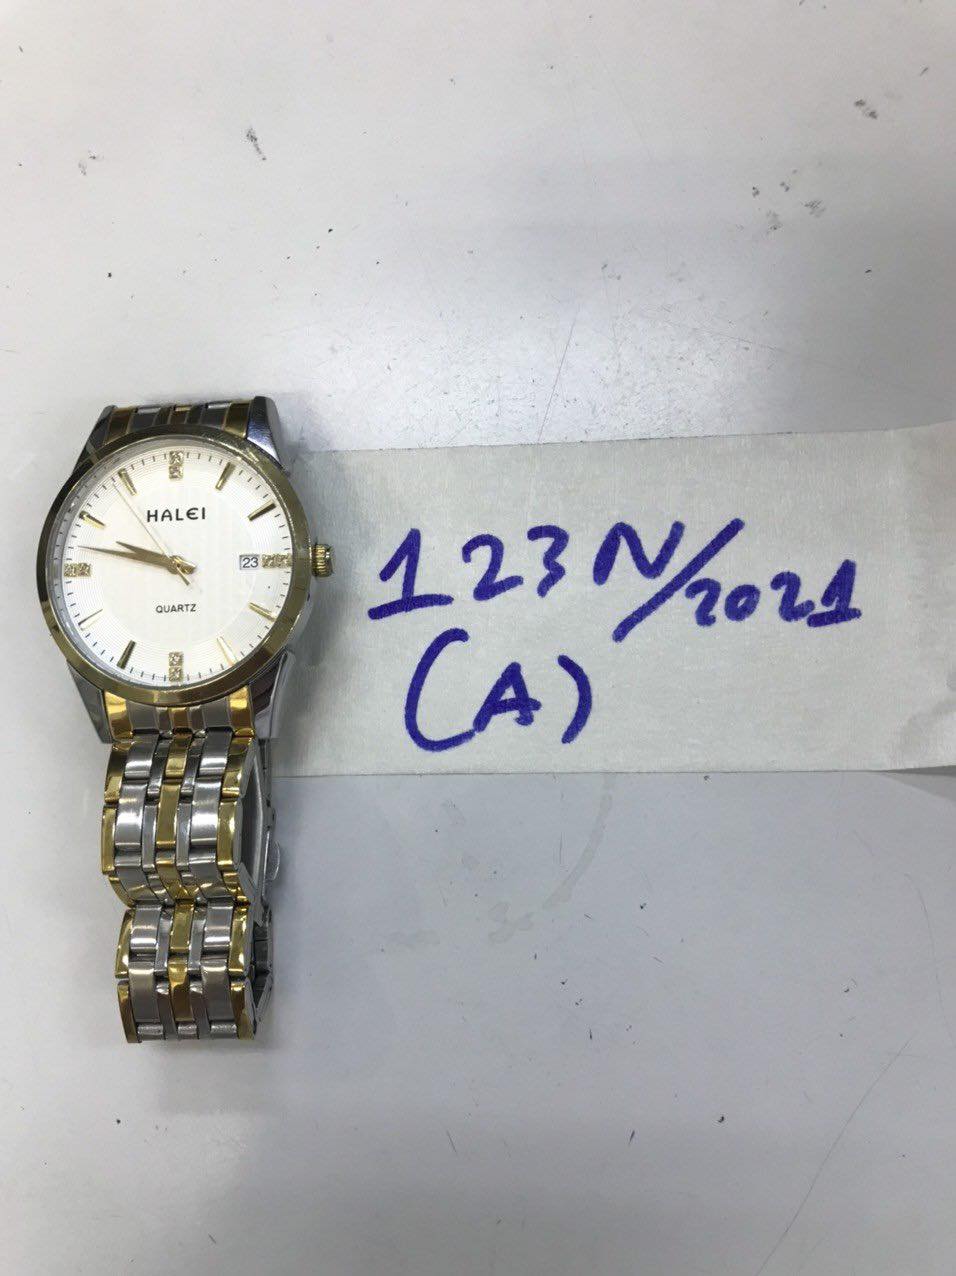 HALEI
23
QUARTZ
123N/2021
(A)